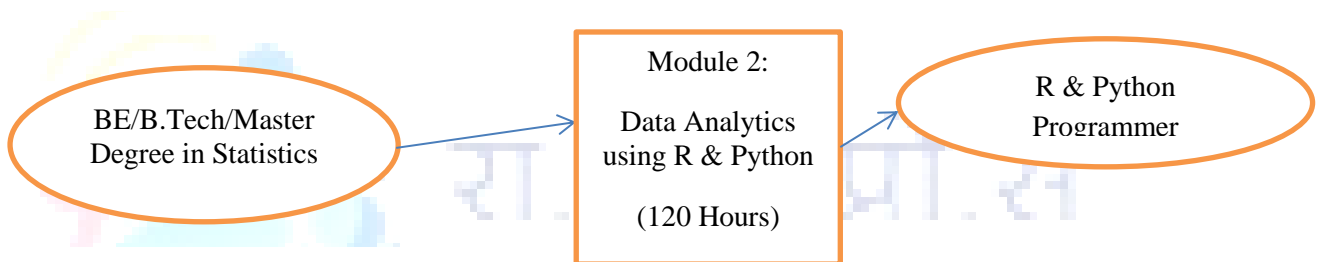 BE/B.Tech/Master
Degree in Statistics
Module 2:
Data Analytics
using R & Python
(120 Hours)
R & Python
Programmer
रा.
प्रौ.सं